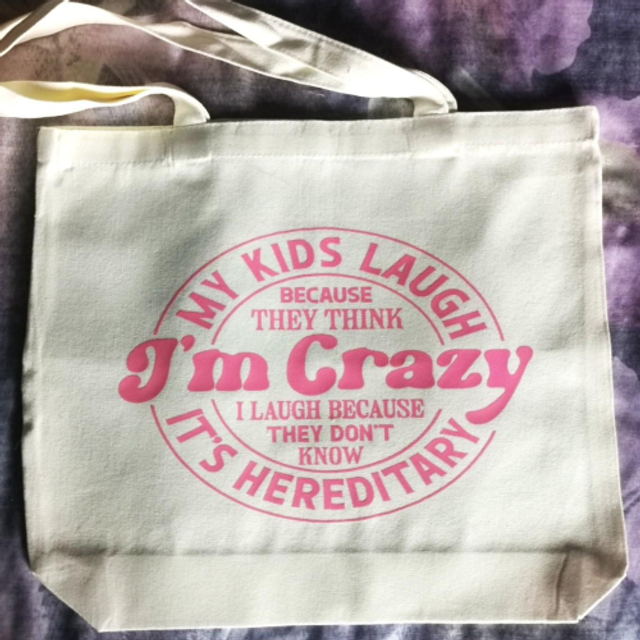 MY KIDS LAUGH
BECAUSE
THEY THINK
I'm Crazy
I LAUGH BECAUSE
THEY DON'T
KNOW
IT'S HEREDITARY